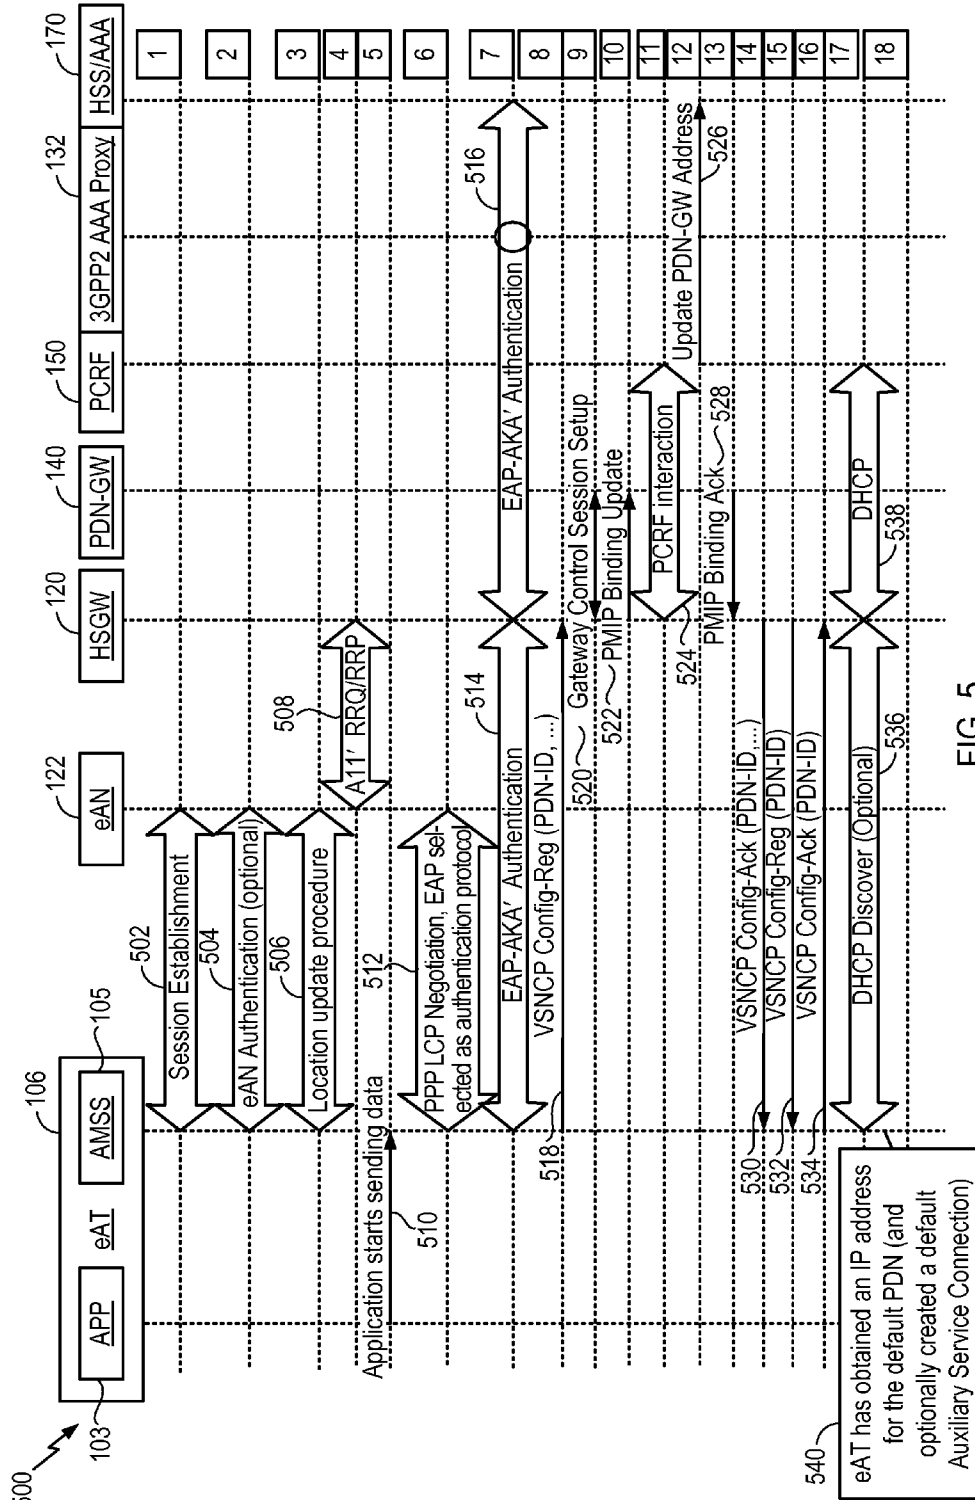 500
106
APP
103
eAT
AMSS
105
eAN
122
HSGW
120
PDN-GW
140
PCRF
150
3GPP2 AAA Proxy
132
HSS/AAA
170
502
Session Establishment
1
504
eAN Authentication (optional)
2
506
Location update procedure
3
508
A11′ RRQ/RRP
4
Application starts sending data
510
5
512
PPP LCP Negotiation, EAP sel-
ected as authentication protocol
6
EAP-AKA′ Authentication
514
EAP-AKA′ Authentication
516
7
VSNCP Config-Reg (PDN-ID, ...)
518
8
520
Gateway Control Session Setup
9
522
PMIP Binding Update
10
PCRF interaction
524
11
Update PDN-GW Address
526
12
PMIP Binding Ack
528
13
VSNCP Config-Ack (PDN-ID, ...)
530
14
VSNCP Config-Reg (PDN-ID)
532
15
VSNCP Config-Ack (PDN-ID)
534
16
DHCP Discover (Optional)
536
DHCP
538
17
18
540
eAT has obtained an IP address
for the default PDN (and
optionally created a default
Auxiliary Service Connection)
FIG. 5